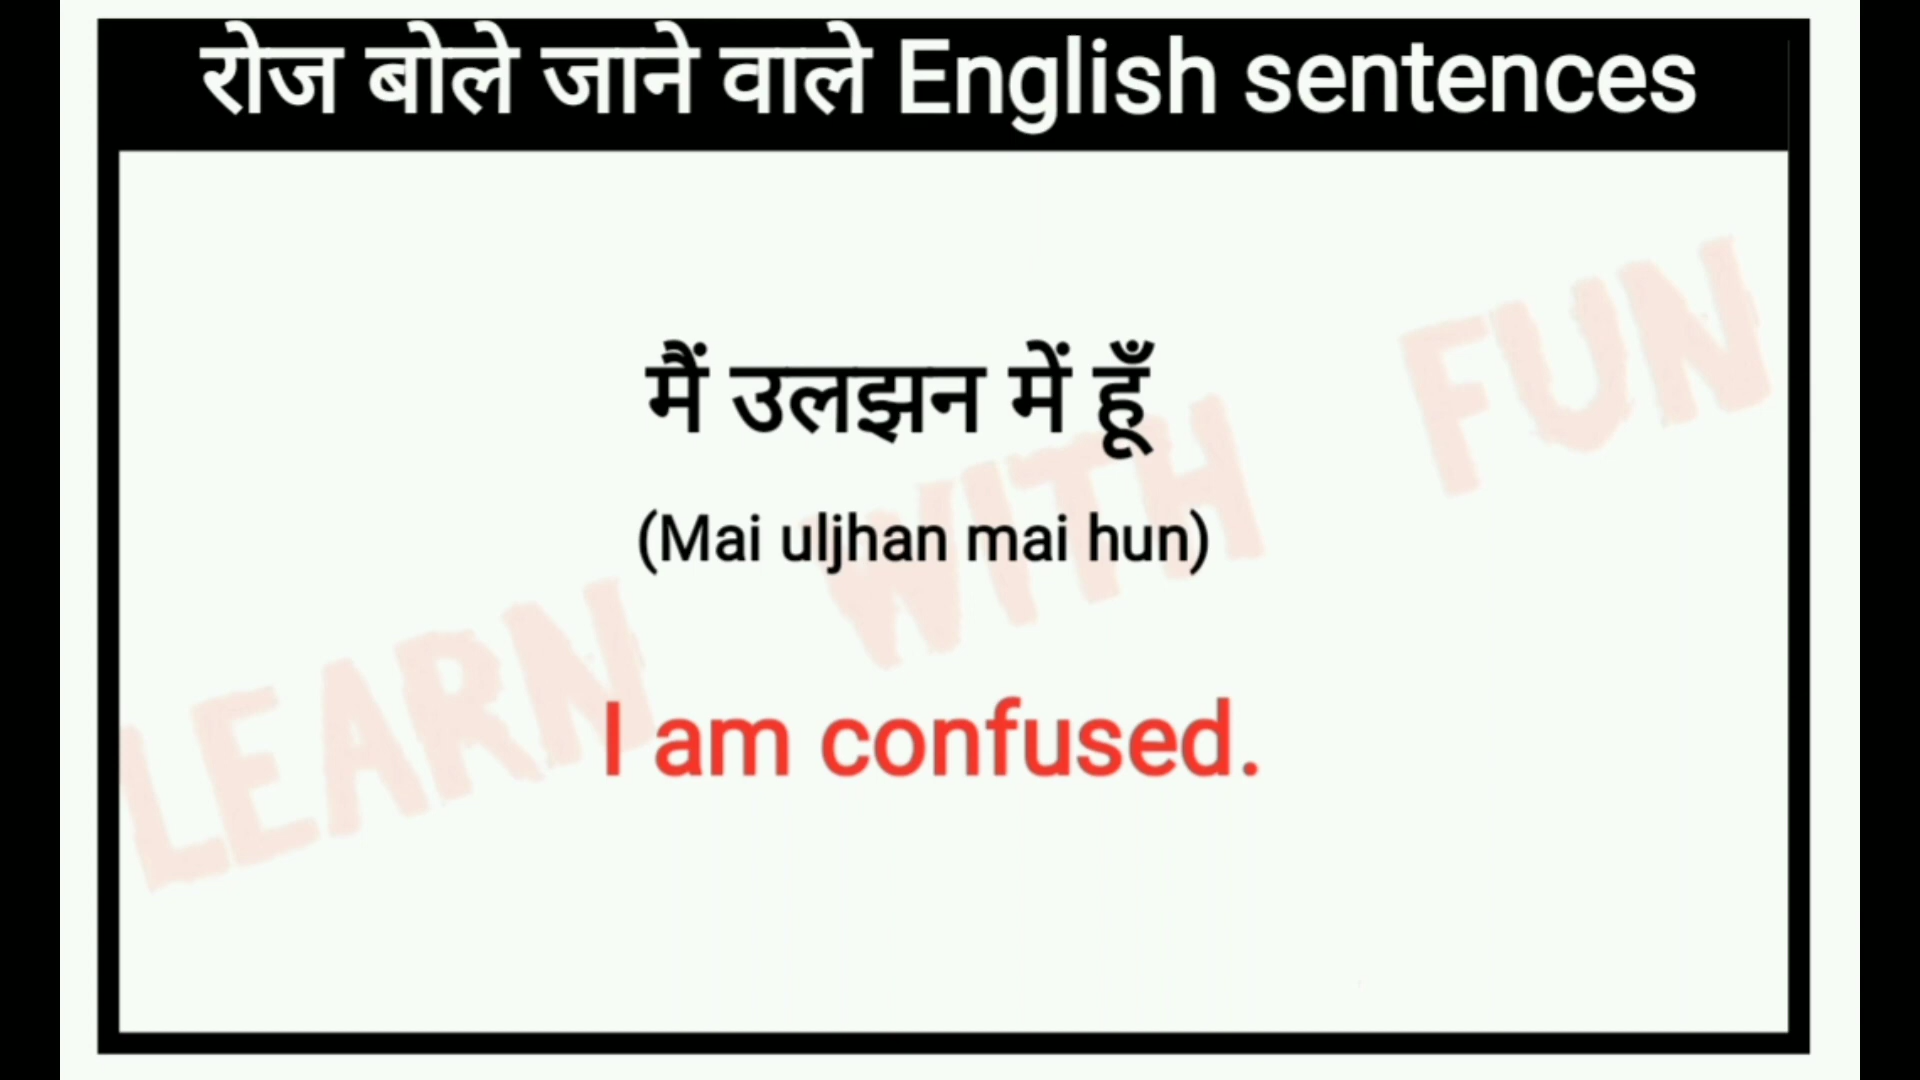 रोज बोले जाने वाले English sentences
मैं उलझन में हूँ
(Mai uljhan mai hun)
I am confused.
LEARN WITH FUN